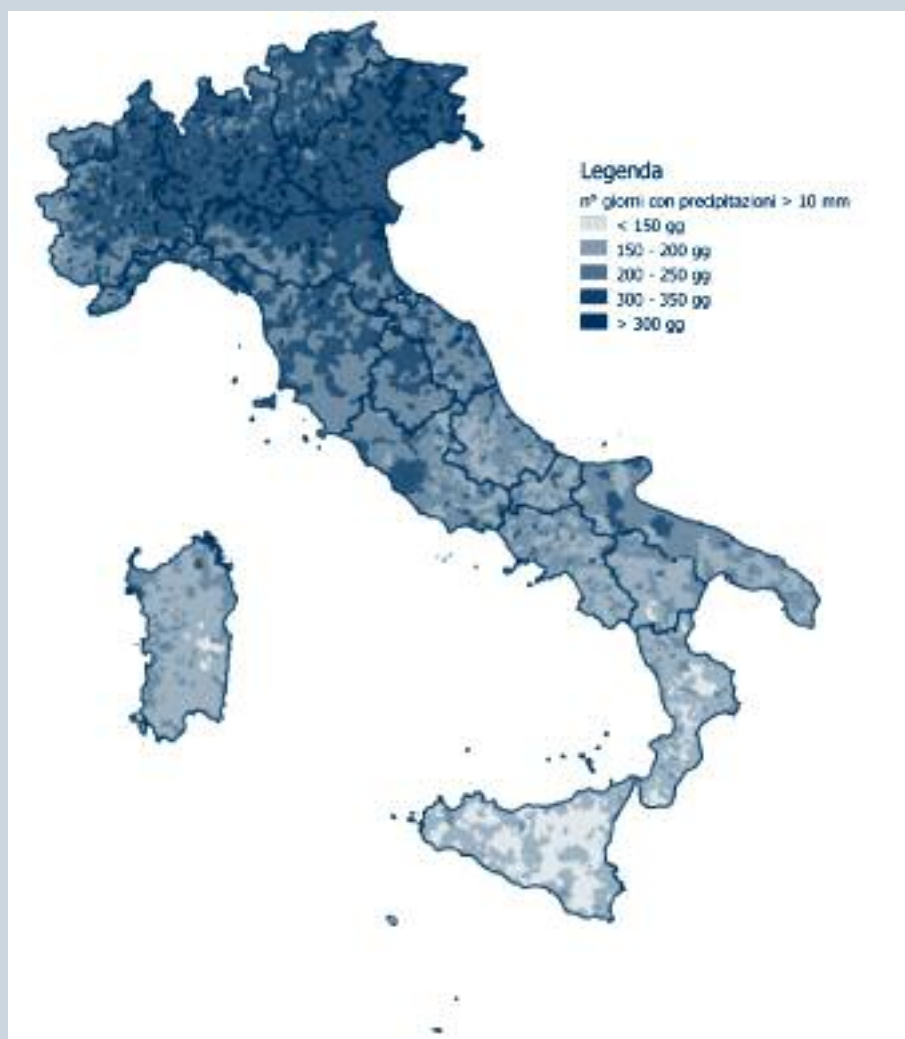 Legenda
n° giorni con precipitazioni > 10 mm
< 150 gg
150 - 200 gg
200 - 250 gg
300 - 350 gg
> 300 gg